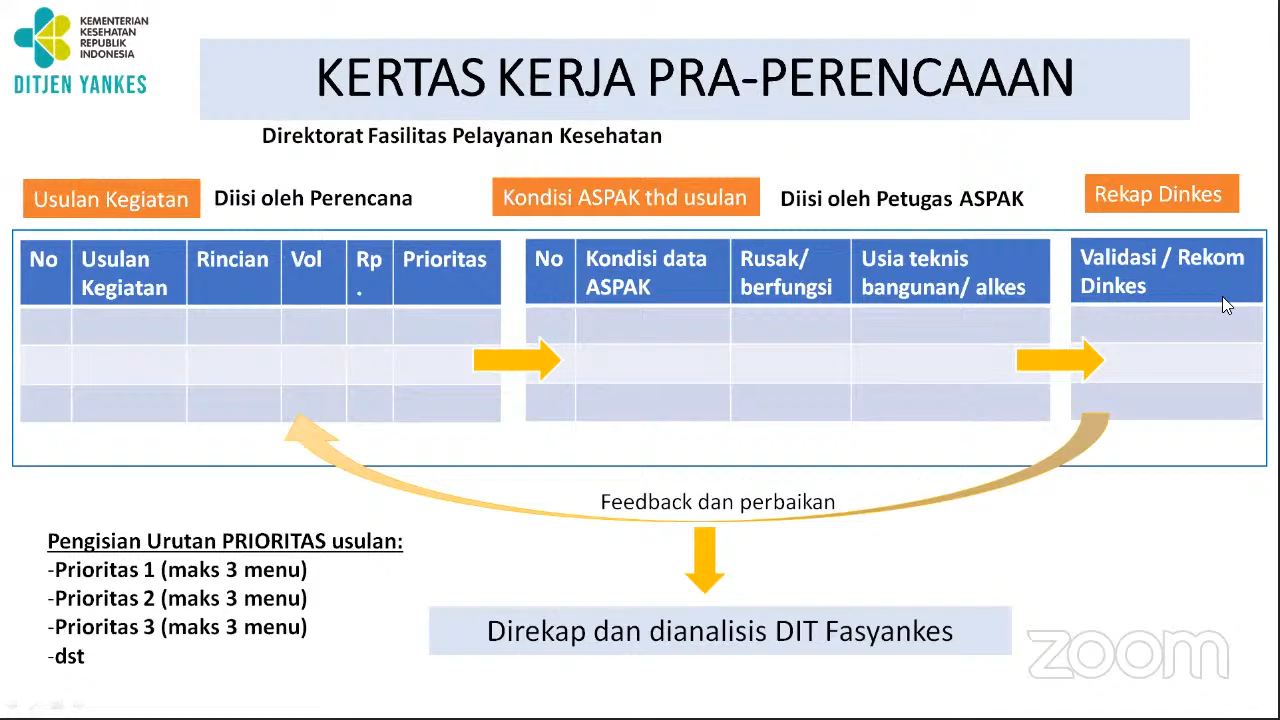 KEMENTERIAN
KESEHATAN
REPUBLIK
INDONESIA
DITJEN YANKES
KERTAS KERJA PRA-PERENCAAAN
Direktorat Fasilitas Pelayanan Kesehatan
Usulan Kegiatan
Diisi oleh Perencana
Kondisi ASPAK thd usulan
Diisi oleh Petugas ASPAK
Rekap Dinkes
No
Usulan
Kegiatan
Rincian
Vol
Rp
.
Prioritas
No
Kondisi data
ASPAK
Rusak/
berfungsi
Usia teknis
bangunan/ alkes
Validasi / Rekom
Dinkes
Feedback dan perbaikan
Pengisian Urutan PRIORITAS usulan:
-Prioritas 1 (maks 3 menu)
-Prioritas 2 (maks 3 menu)
-Prioritas 3 (maks 3 menu)
-dst
Direkap dan dianalisis DIT Fasyankes
zoom